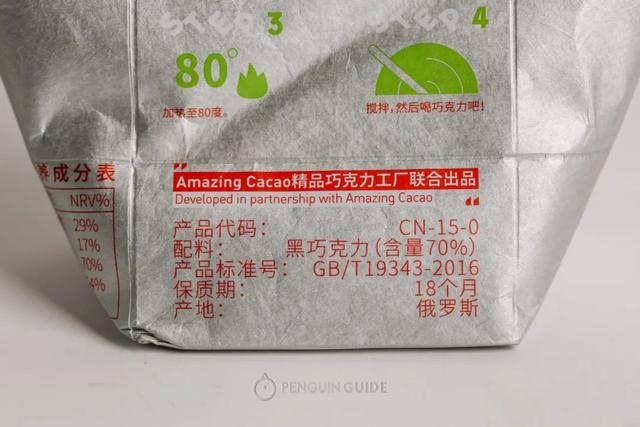 STEP 3
STEP 4
80°
加热至80度。
搅拌,然后喝巧克力吧!
养成分表
NRV%
29%
17%
70%
4%
"
Amazing Cacao精品巧克力工厂联合出品
Developed in partnership with Amazing Cacao
"
产品代码: CN-15-0
配料: 黑巧克力(含量70%)
产品标准号: GB/T19343-2016
保质期: 18个月
产地: 俄罗斯
PENGUIN GUIDE